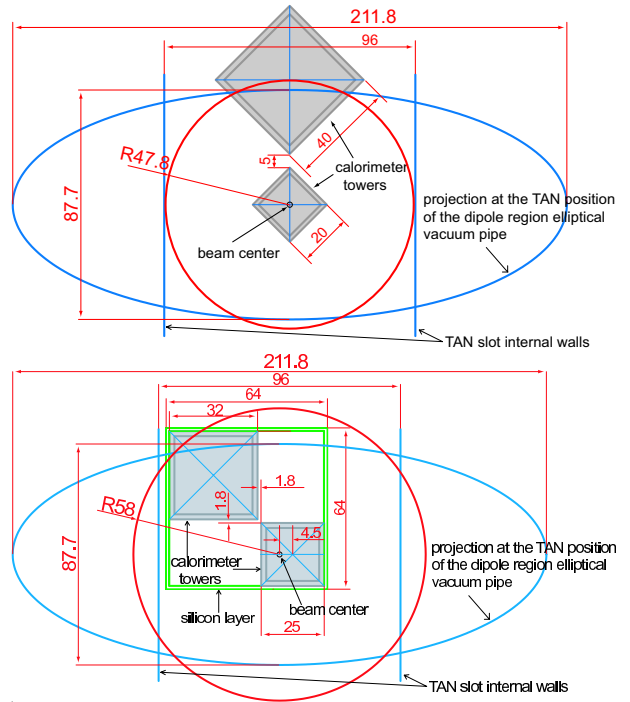 211.8
96
R47.8
40
5
calorimeter
towers
87.7
projection at the TAN position
of the dipole region elliptical
vacuum pipe
beam center
20
TAN slot internal walls
211.8
96
64
32
1.8
1.8
R58
64
4.5
87.7
calorimeter
towers
projection at the TAN position
of the dipole region elliptical
vacuum pipe
beam center
silicon layer
25
TAN slot internal walls